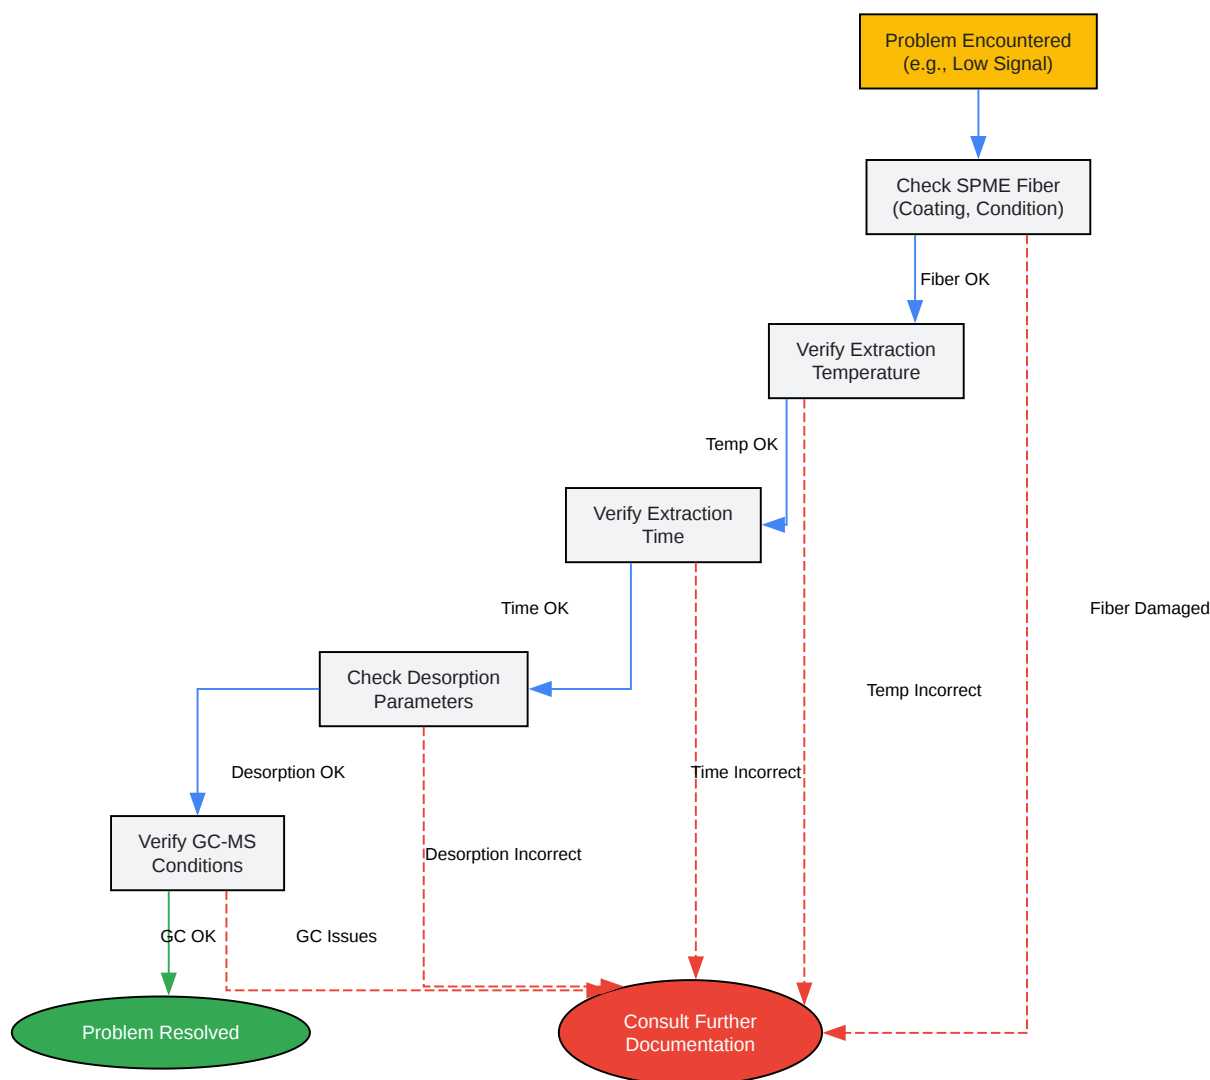 Problem Encountered
(e.g., Low Signal)
Check SPME Fiber
(Coating, Condition)
Fiber OK
Verify Extraction
Temperature
Temp OK
Verify Extraction
Time
Time OK
Fiber Damaged
Check Desorption
Parameters
Temp Incorrect
Desorption OK
Time Incorrect
Verify GC-MS
Conditions
Desorption Incorrect
GC OK
GC Issues
Problem Resolved
Consult Further
Documentation